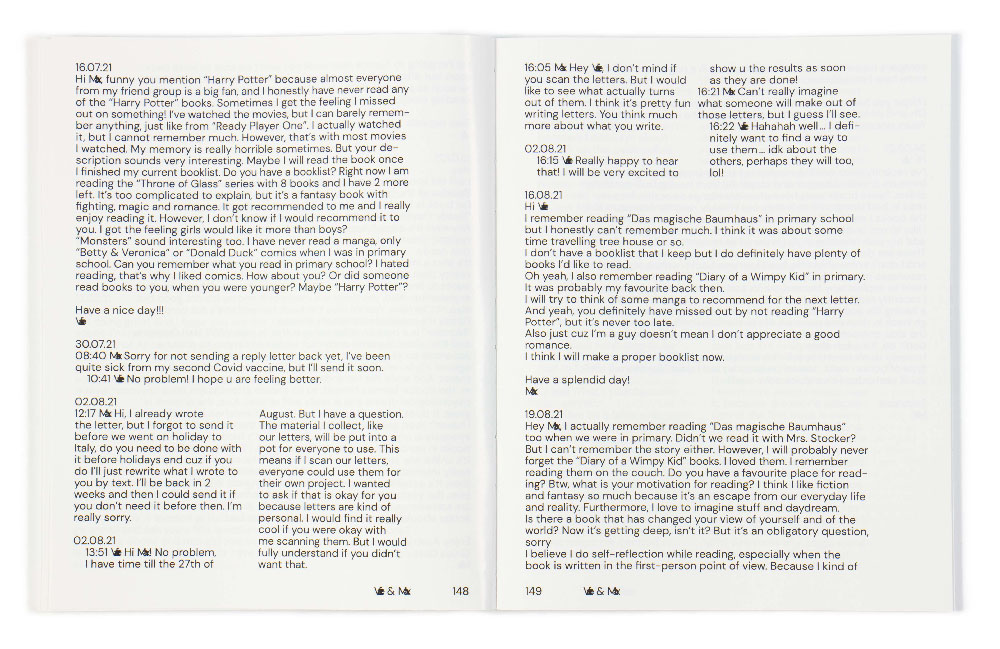 16.07.21
Hi Max, funny you mention “Harry Potter” because almost everyone
from my friend group is a big fan, and I honestly have never read any
of the “Harry Potter” books. Sometimes I get the feeling I missed
out on something! I’ve watched the movies, but I can barely remem-
ber anything, just like from “Ready Player One”. I actually watched
it, but I cannot remember much. However, that’s with most movies
I watched. My memory is really horrible sometimes. But your de-
scription sounds very interesting. Maybe I will read the book once
I finished my current booklist. Do you have a booklist? Right now I am
reading the “Throne of Glass” series with 8 books and I have 2 more
left. It’s too complicated to explain, but it’s a fantasy book with
fighting, magic and romance. It got recommended to me and I really
enjoy reading it. However, I don’t know if I would recommend it to
you. I got the feeling girls would like it more than boys?
“Monsters” sound interesting too. I have never read a manga, only
“Betty & Veronica” or “Donald Duck” comics when I was in primary
school. Can you remember what you read in primary school? I hated
reading, that’s why I liked comics. How about you? Or did someone
read books to you, when you were younger? Maybe “Harry Potter”?
Have a nice day!!!
30.07.21
08:40 Max Sorry for not sending a reply letter back yet, I’ve been
quite sick from my second Covid vaccine, but I’ll send it soon.
10:41 No problem! I hope u are feeling better.
02.08.21
12:17 Max Hi, I already wrote
the letter, but I forgot to send it
before we went on holiday to
Italy, do you need to be done with
it before holidays end cuz if you
do I’ll just rewrite what I wrote to
you by text. I’ll be back in 2
weeks and then I could send it if
you don’t need it before then. I’m
really sorry.
02.08.21
13:51 Hi Max! No problem,
I have time till the 27th of
August. But I have a question.
The material I collect, like
our letters, will be put into a
pot for everyone to use. This
means if I scan our letters,
everyone could use them for
their own project. I wanted
to ask if that is okay for you
because letters are kind of
personal. I would find it really
cool if you were okay with
me scanning them. But I would
fully understand if you didn’t
want that.
& Max 148
16:05 Max Hey, I don’t mind if
you scan the letters. But I would
like to see what actually turns
out of them. I think it’s pretty fun
writing letters. You think much
more about what you write.
02.08.21
16:15 Really happy to hear
that! I will be very excited to
show u the results as soon
as they are done!
16:21 Max Can’t really imagine
what someone will make out of
those letters, but I guess I’ll see.
16:22 Hahahah well... I defi-
nitely want to find a way to
use them... idk about the
others, perhaps they will too,
lol!
16.08.21
Hi
I remember reading “Das magische Baumhaus” in primary school
but I honestly can’t remember much. I think it was about some
time travelling tree house or so.
I don’t have a booklist that I keep but I do definitely have plenty of
books I’d like to read.
Oh yeah, I also remember reading “Diary of a Wimpy Kid” in primary.
It was probably my favourite back then.
I will try to think of some manga to recommend for the next letter.
And yeah, you definitely have missed out by not reading “Harry
Potter”, but it’s never too late.
Also just cuz I’m a guy doesn’t mean I don’t appreciate a good
romance.
I think I will make a proper booklist now.
Have a splendid day!
Max
19.08.21
Hey Max, I actually remember reading “Das magische Baumhaus”
too when we were in primary. Didn’t we read it with Mrs. Stocker?
But I can’t remember the story either. However, I will probably never
forget the “Diary of a Wimpy Kid” books. I loved them. I remember
reading them on the couch. Do you have a favourite place for read-
ing? Btw, what is your motivation for reading? I think I like fiction
and fantasy so much because it’s an escape from our everyday life
and reality. Furthermore, I love to imagine stuff and daydream.
Is there a book that has changed your view of yourself and of the
world? Now it’s getting deep, isn’t it? But it’s an obligatory question,
sorry
I believe I do self-reflection while reading, especially when the
book is written in the first-person point of view. Because I kind of
149 & Max